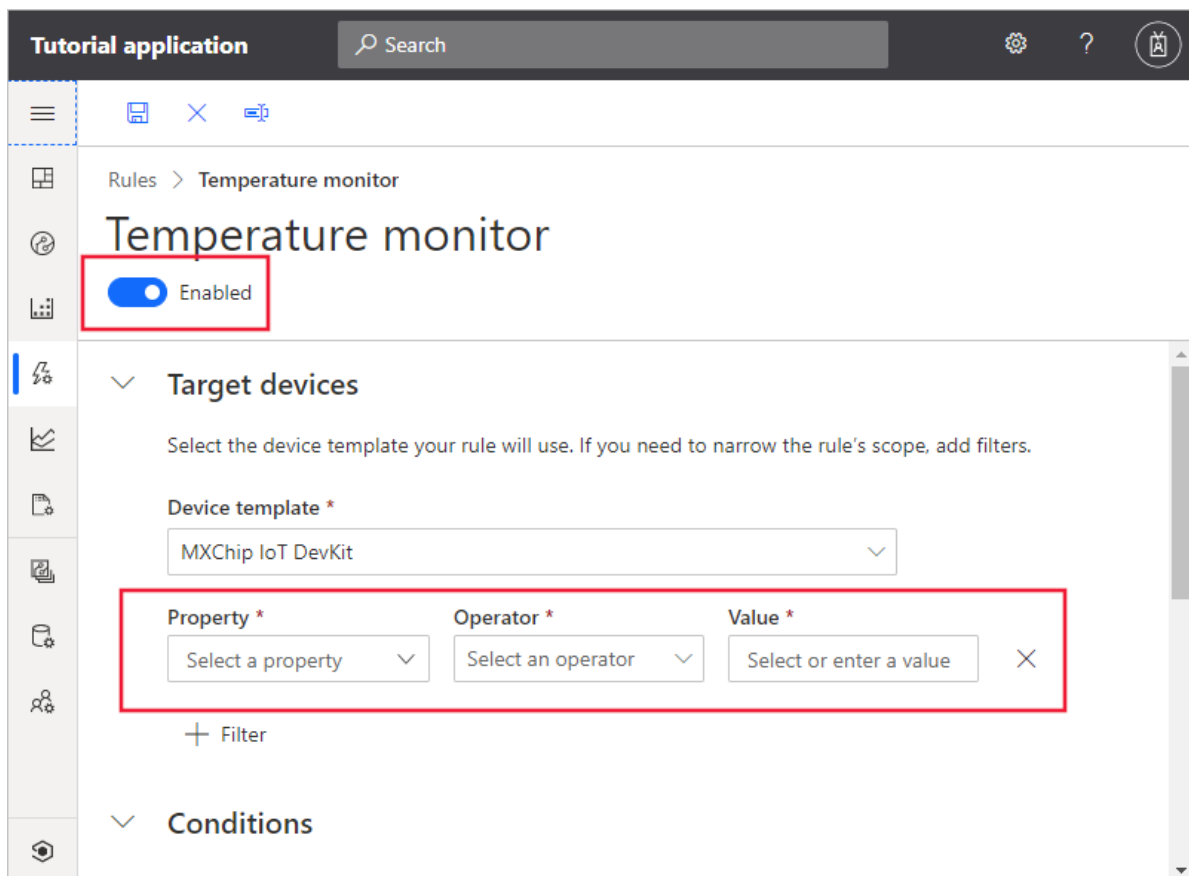 Tutorial application
Search
?
Rules > Temperature monitor
Temperature monitor
Enabled
Target devices
Select the device template your rule will use. If you need to narrow the rule's scope, add filters.
Device template *
MXChip IoT DevKit
Property * Operator * Value *
Select a property Select an operator Select or enter a value
+ Filter
Conditions